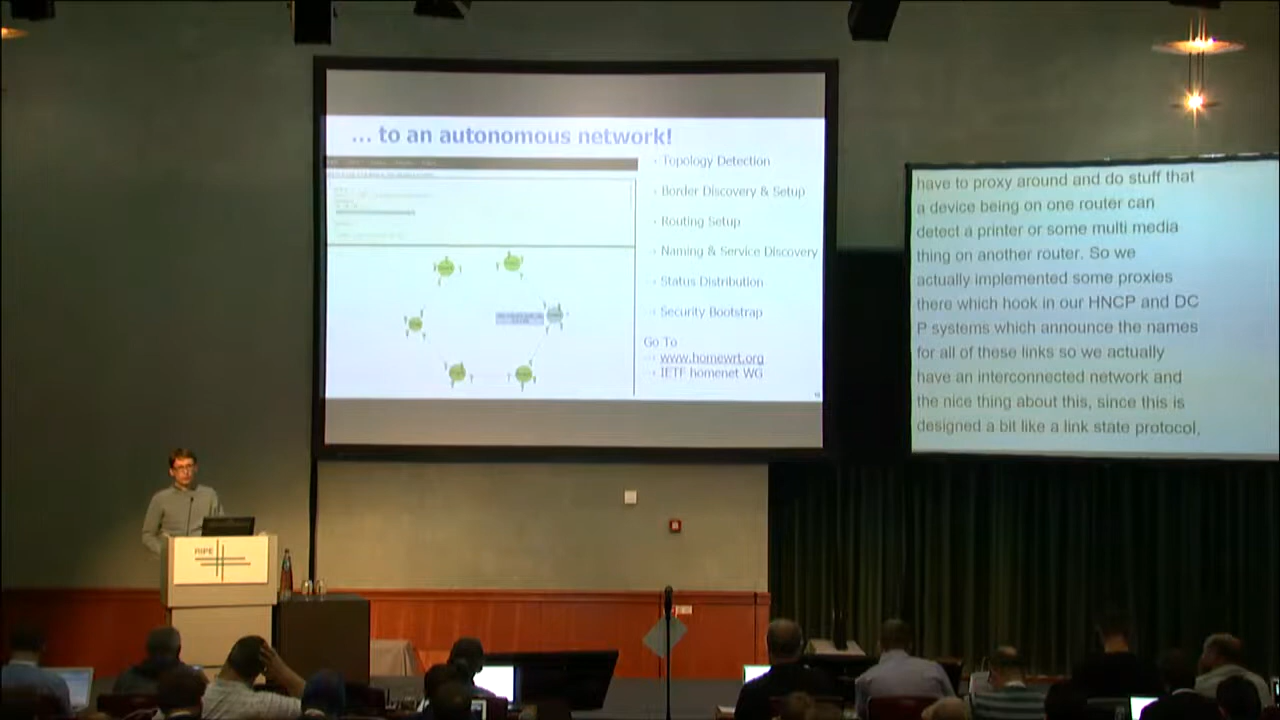 ... to an autonomous network!
Topology Detection
Border Discovery & Setup
Routing Setup
Naming & Service Discovery
Status Distribution
Security Bootstrap
Go To
www.homewrt.org
IETF homenet WG
have to proxy around and do stuff that
a device being on one router can
detect a printer or some multi media
thing on another router. So we
actually implemented some proxies
there which hook in our HNCP and DC
P systems which announce the names
for all of these links so we actually
have an interconnected network and
the nice thing about this, since this is
designed a bit like a link state protocol,
RIPE